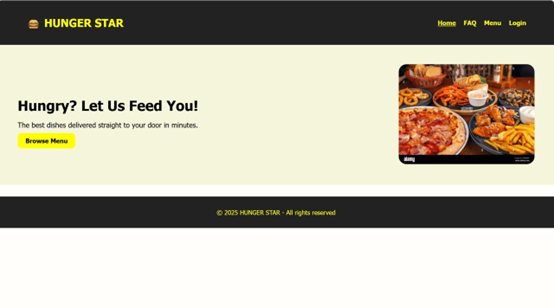 HUNGER STAR
Home FAQ Menu Login
Hungry? Let Us Feed You!
The best dishes delivered straight to your door in minutes.
Browse Menu
alamy
© 2025 HUNGER STAR - All rights reserved